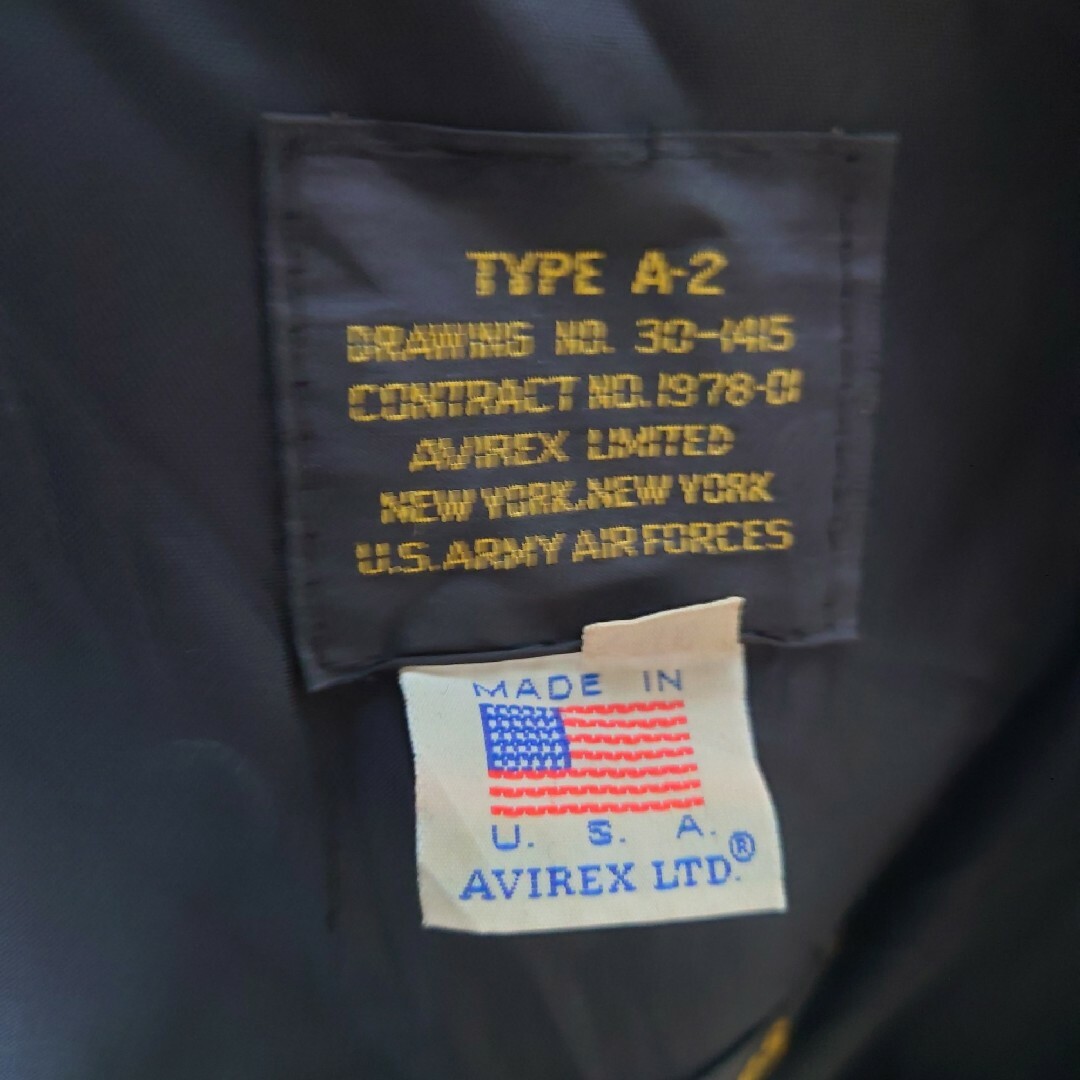 TYPE A-2
DRAWING NO. 30-1415
CONTRACT NO. 1978-01
AVIREX LIMITED
NEW YORK, NEW YORK
U.S. ARMY AIR FORCES
MADE IN
U. S. A.
AVIREX LTD.®